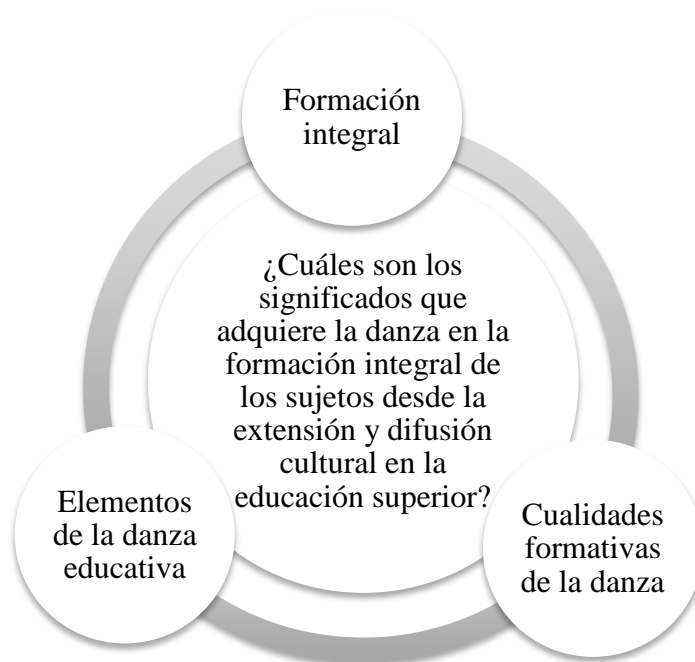 Formación
integral
¿Cuáles son los
significados que
adquiere la danza en la
formación integral de
los sujetos desde la
extensión y difusión
cultural en la
educación superior?
Elementos
de la danza
educativa
Cualidades
formativas
de la danza